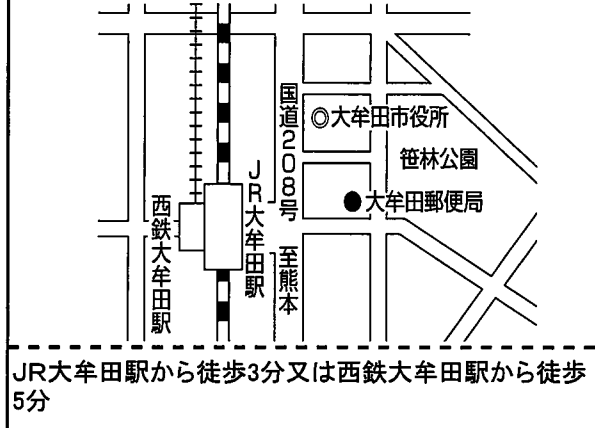 国道208号
◎大牟田市役所
笹林公園
●大牟田郵便局
JR大牟田駅
西鉄大牟田駅
至熊本
JR大牟田駅から徒歩3分又は西鉄大牟田駅から徒歩
5分